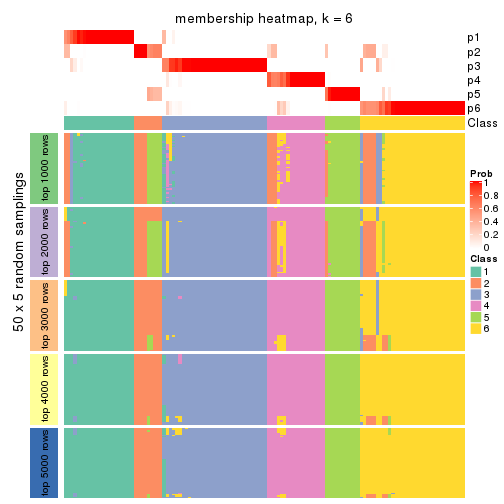 membership heatmap, k = 6
p1
p2
p3
p4
p5
p6
Class
50 x 5 random samplings
top 1000 rows
top 2000 rows
top 3000 rows
top 4000 rows
top 5000 rows
Prob
1
0.8
0.6
0.4
0.2
0
Class
1
2
3
4
5
6